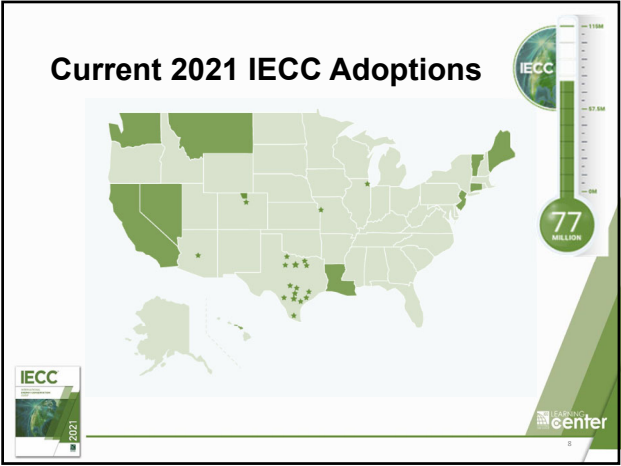 Current 2021 IECC Adoptions
IECC
115M
57.5M
0M
77
MILLION
IECC
2021
LEARNING
center
8